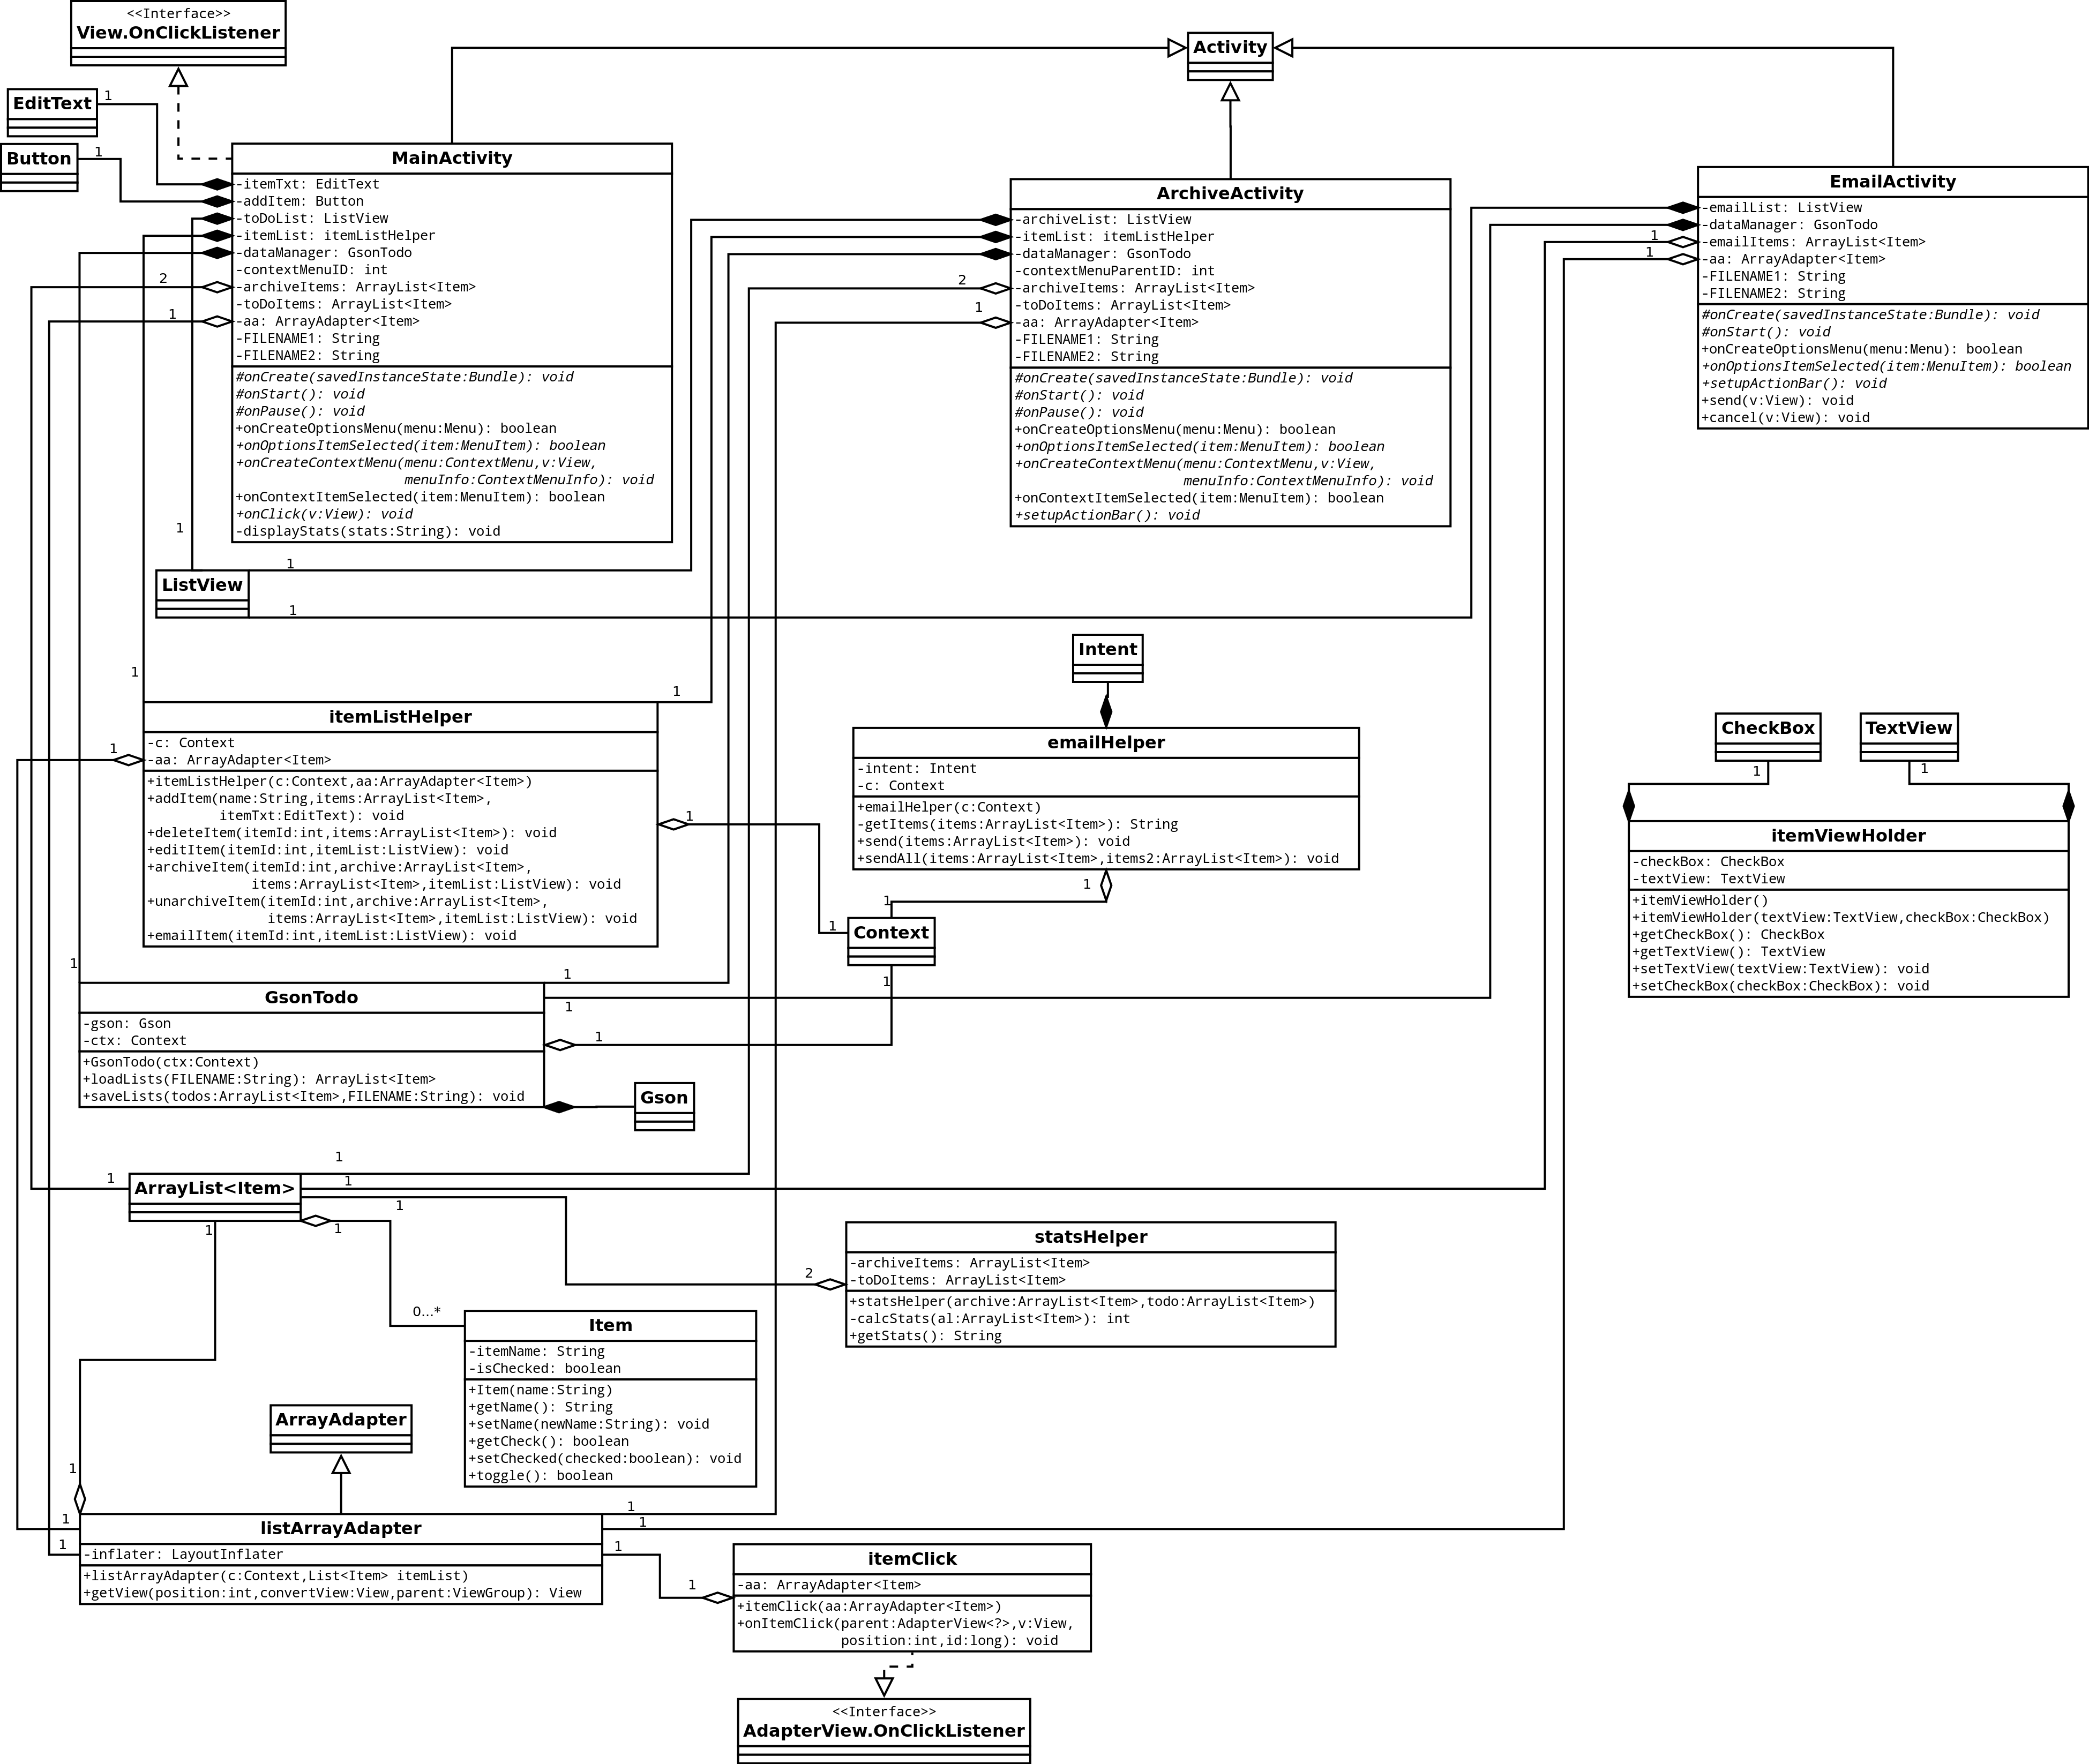 <<Interface>>
View.OnClickListener
Activity
EditText
1
Button
1
MainActivity
-itemTxt: EditText
-addItem: Button
-toDoList: ListView
-itemList: itemListHelper
-dataManager: GsonTodo
-contextMenuID: int
-archiveItems: ArrayList<Item>
-toDoItems: ArrayList<Item>
-aa: ArrayAdapter<Item>
-FILENAME1: String
-FILENAME2: String
#onCreate(savedInstanceState:Bundle): void
#onStart(): void
#onPause(): void
+onCreateOptionsMenu(menu:Menu): boolean
+onOptionsItemSelected(item:MenuItem): boolean
+onCreateContextMenu(menu:ContextMenu,v:View,
menuInfo:ContextMenuInfo): void
+onContextItemSelected(item:MenuItem): boolean
+onClick(v:View): void
-displayStats(stats:String): void
2
1
1
ArchiveActivity
-archiveList: ListView
-itemList: itemListHelper
-dataManager: GsonTodo
-contextMenuParentID: int
-archiveItems: ArrayList<Item>
-toDoItems: ArrayList<Item>
-aa: ArrayAdapter<Item>
-FILENAME1: String
-FILENAME2: String
#onCreate(savedInstanceState:Bundle): void
#onStart(): void
#onPause(): void
+onCreateOptionsMenu(menu:Menu): boolean
+onOptionsItemSelected(item:MenuItem): boolean
+onCreateContextMenu(menu:ContextMenu,v:View,
menuInfo:ContextMenuInfo): void
+onContextItemSelected(item:MenuItem): boolean
+setupActionBar(): void
2
1
EmailActivity
-emailList: ListView
-dataManager: GsonTodo
-emailItems: ArrayList<Item>
-aa: ArrayAdapter<Item>
-FILENAME1: String
-FILENAME2: String
#onCreate(savedInstanceState:Bundle): void
#onStart(): void
+onCreateOptionsMenu(menu:Menu): boolean
+onOptionsItemSelected(item:MenuItem): boolean
+setupActionBar(): void
+send(v:View): void
+cancel(v:View): void
1
1
1
ListView
1
Intent
1
1
itemListHelper
-c: Context
-aa: ArrayAdapter<Item>
+itemListHelper(c:Context,aa:ArrayAdapter<Item>)
+addItem(name:String,items:ArrayList<Item>,
itemTxt:EditText): void
+deleteItem(itemId:int,items:ArrayList<Item>): void
+editItem(itemId:int,itemList:ListView): void
+archiveItem(itemId:int,archive:ArrayList<Item>,
items:ArrayList<Item>,itemList:ListView): void
+unarchiveItem(itemId:int,archive:ArrayList<Item>,
items:ArrayList<Item>,itemList:ListView): void
+emailItem(itemId:int,itemList:ListView): void
1
1
emailHelper
-intent: Intent
-c: Context
+emailHelper(c:Context)
-getItems(items:ArrayList<Item>): String
+send(items:ArrayList<Item>): void
+sendAll(items:ArrayList<Item>,items2:ArrayList<Item>): void
1
1
1
Context
1
CheckBox
TextView
1
1
itemViewHolder
-checkBox: CheckBox
-textView: TextView
+itemViewHolder()
+itemViewHolder(textView:TextView,checkBox:CheckBox)
+getCheckBox(): CheckBox
+getTextView(): TextView
+setTextView(textView:TextView): void
+setCheckBox(checkBox:CheckBox): void
1
1
GsonTodo
-gson: Gson
-ctx: Context
+GsonTodo(ctx:Context)
+loadLists(FILENAME:String): ArrayList<Item>
+saveLists(todos:ArrayList<Item>,FILENAME:String): void
1
1
Gson
1
1
ArrayList<Item>
1
1
1
1
statsHelper
-archiveItems: ArrayList<Item>
-toDoItems: ArrayList<Item>
+statsHelper(archive:ArrayList<Item>,todo:ArrayList<Item>)
-calcStats(al:ArrayList<Item>): int
+getStats(): String
2
0...*
Item
-itemName: String
-isChecked: boolean
+Item(name:String)
+getName(): String
+setName(newName:String): void
+getCheck(): boolean
+setChecked(checked:boolean): void
+toggle(): boolean
ArrayAdapter
1
1
1
1
1
listArrayAdapter
-inflater: LayoutInflater
+listArrayAdapter(c:Context,List<Item> itemList)
+getView(position:int,convertView:View,parent:ViewGroup): View
1
1
itemClick
-aa: ArrayAdapter<Item>
+itemClick(aa:ArrayAdapter<Item>)
+onItemClick(parent:AdapterView<?>,v:View,
position:int,id:long): void
<<Interface>>
AdapterView.OnClickListener